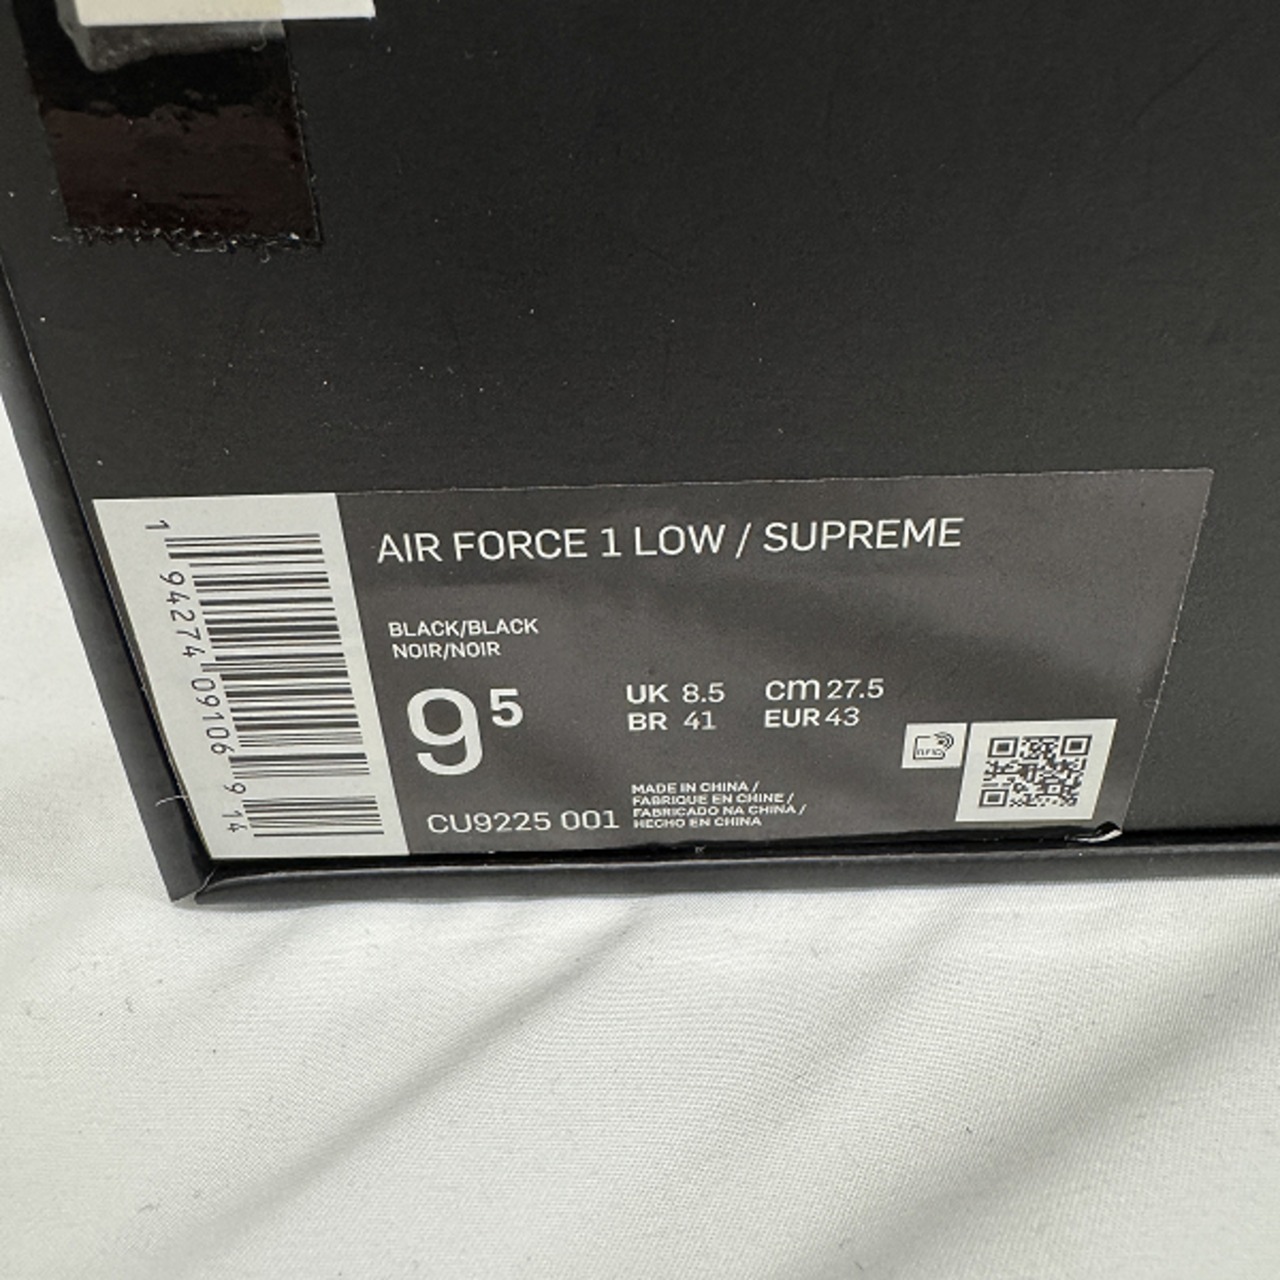 AIR FORCE 1 LOW / SUPREME
BLACK/BLACK
NOIR/NOIR
9⁵
UK 8.5 cm 27.5
BR 41 EUR 43
CU9225 001
MADE IN CHINA /
FABRIQUE EN CHINE /
FABRICADO NA CHINA /
HECHO EN CHINA
RFID
1 94274 09106 9 14